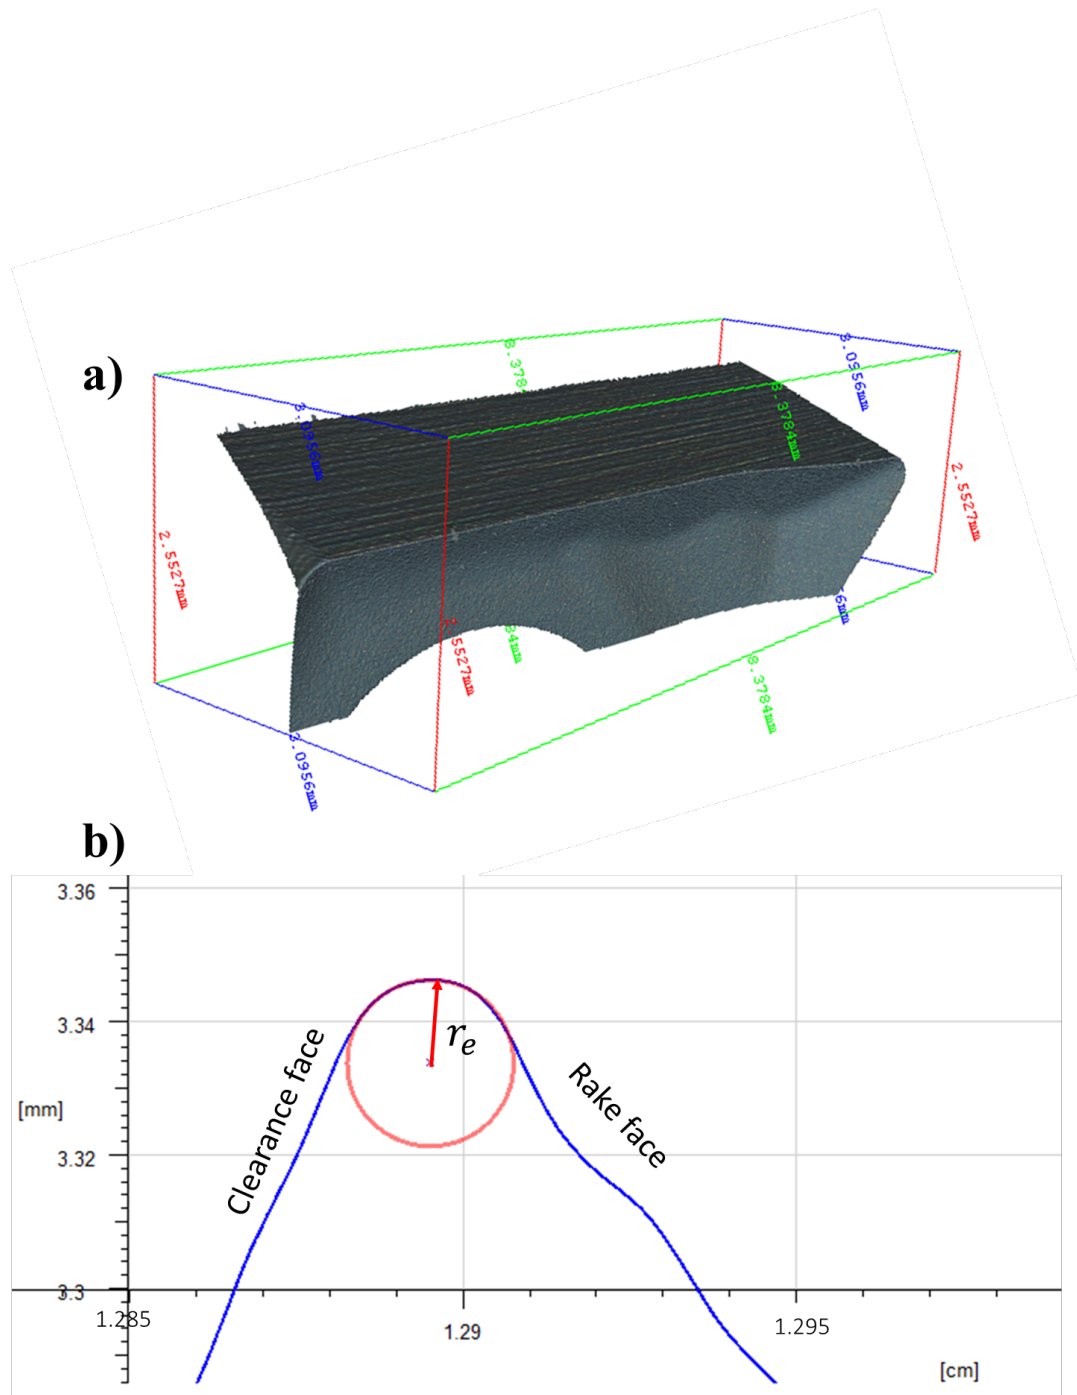 a)
8.378
3.0956mm
3.0956mm
8.3784mm
2.5527mm
2.5527mm
2.5527mm
84mm
6mm
8.3784mm
3.0956mm
b)
3.36
3.34
[mm]
3.32
3.3
1.285
1.29
1.295
[cm]
Clearance face
rₑ
Rake face